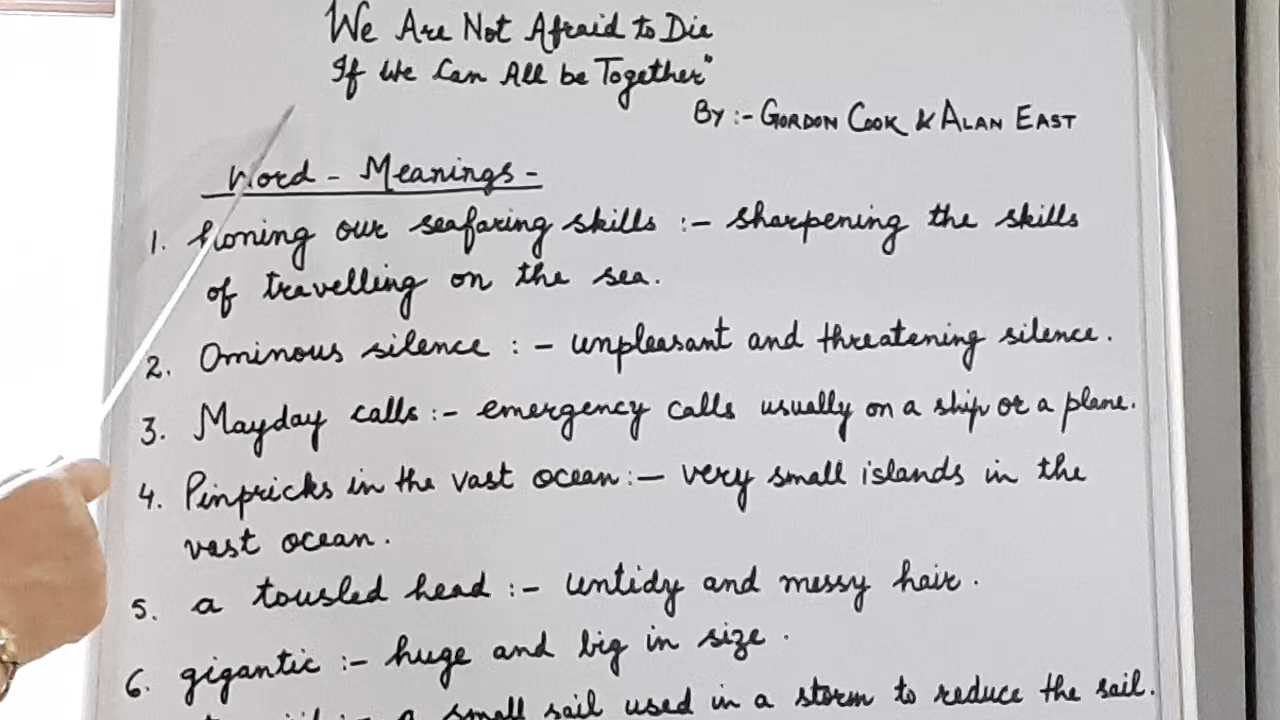 We Are Not Afraid to Die
If We Can All be Together"
By :- GORDON COOK & ALAN EAST
Word - Meanings -
1. Honing our seafaring skills :- sharpening the skills
of travelling on the sea.
2. Ominous silence :- unpleasant and threatening silence.
3. Mayday calls :- emergency calls usually on a ship or a plane.
4. Pinpricks in the vast ocean :- very small islands in the
vast ocean.
5. a tousled head :- untidy and messy hair.
6. gigantic :- huge and big in size.
a small sail used in a storm to reduce the sail.